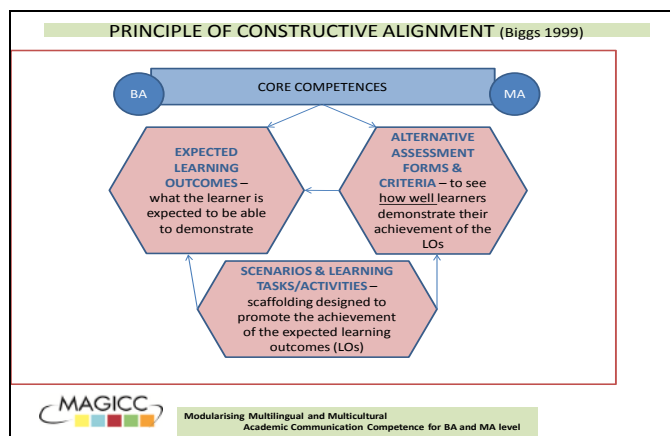 PRINCIPLE OF CONSTRUCTIVE ALIGNMENT (Biggs 1999)
BA
CORE COMPETENCES
MA
EXPECTED
LEARNING
OUTCOMES –
what the learner is
expected to be able
to demonstrate
ALTERNATIVE
ASSESSMENT
FORMS &
CRITERIA – to see
how well learners
demonstrate their
achievement of the
LOs
SCENARIOS & LEARNING
TASKS/ACTIVITIES –
scaffolding designed to
promote the achievement
of the expected learning
outcomes (LOs)
MAGICC
Modularising Multilingual and Multicultural
Academic Communication Competence for BA and MA level